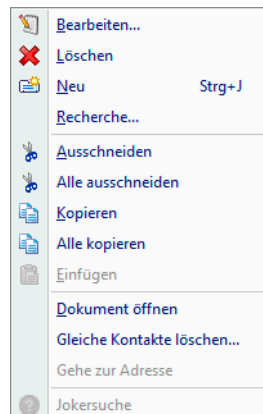 Bearbeiten...
Löschen
Neu Strg+J
Recherche...
Ausschneiden
Alle ausschneiden
Kopieren
Alle kopieren
Einfügen
Dokument öffnen
Gleiche Kontakte löschen...
Gehe zur Adresse
Jokersuche